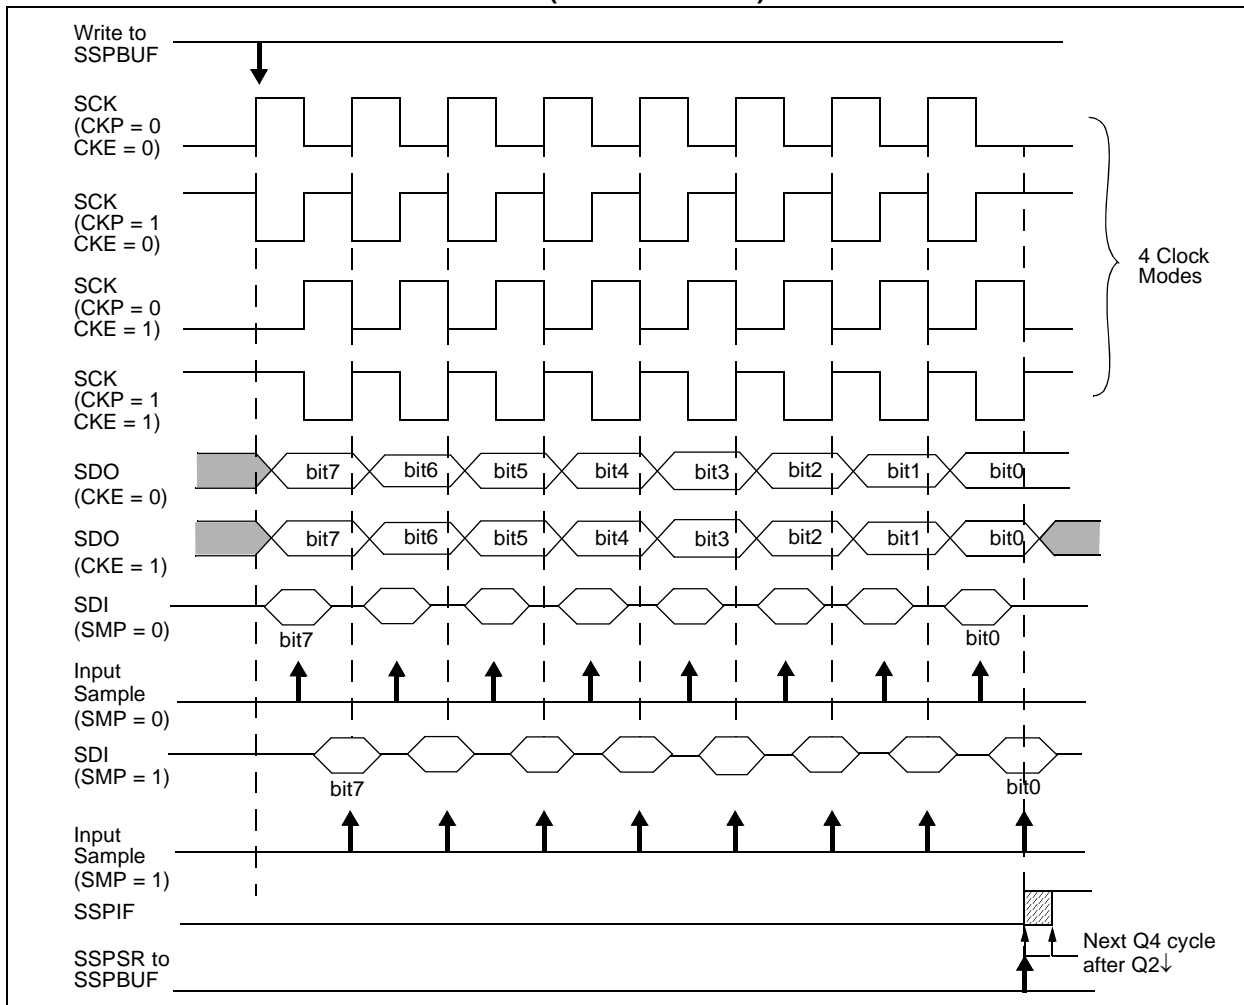 Write to
SSPBUF
SCK
(CKP = 0
CKE = 0)
SCK
(CKP = 1
CKE = 0)
4 Clock
Modes
SCK
(CKP = 0
CKE = 1)
SCK
(CKP = 1
CKE = 1)
SDO
(CKE = 0)
bit7 bit6 bit5 bit4 bit3 bit2 bit1 bit0
SDO
(CKE = 1)
bit7 bit6 bit5 bit4 bit3 bit2 bit1 bit0
SDI
(SMP = 0)
bit7 bit0
Input
Sample
(SMP = 0)
SDI
(SMP = 1)
bit7 bit0
Input
Sample
(SMP = 1)
SSPIF
Next Q4 cycle
after Q2↓
SSPSR to
SSPBUF